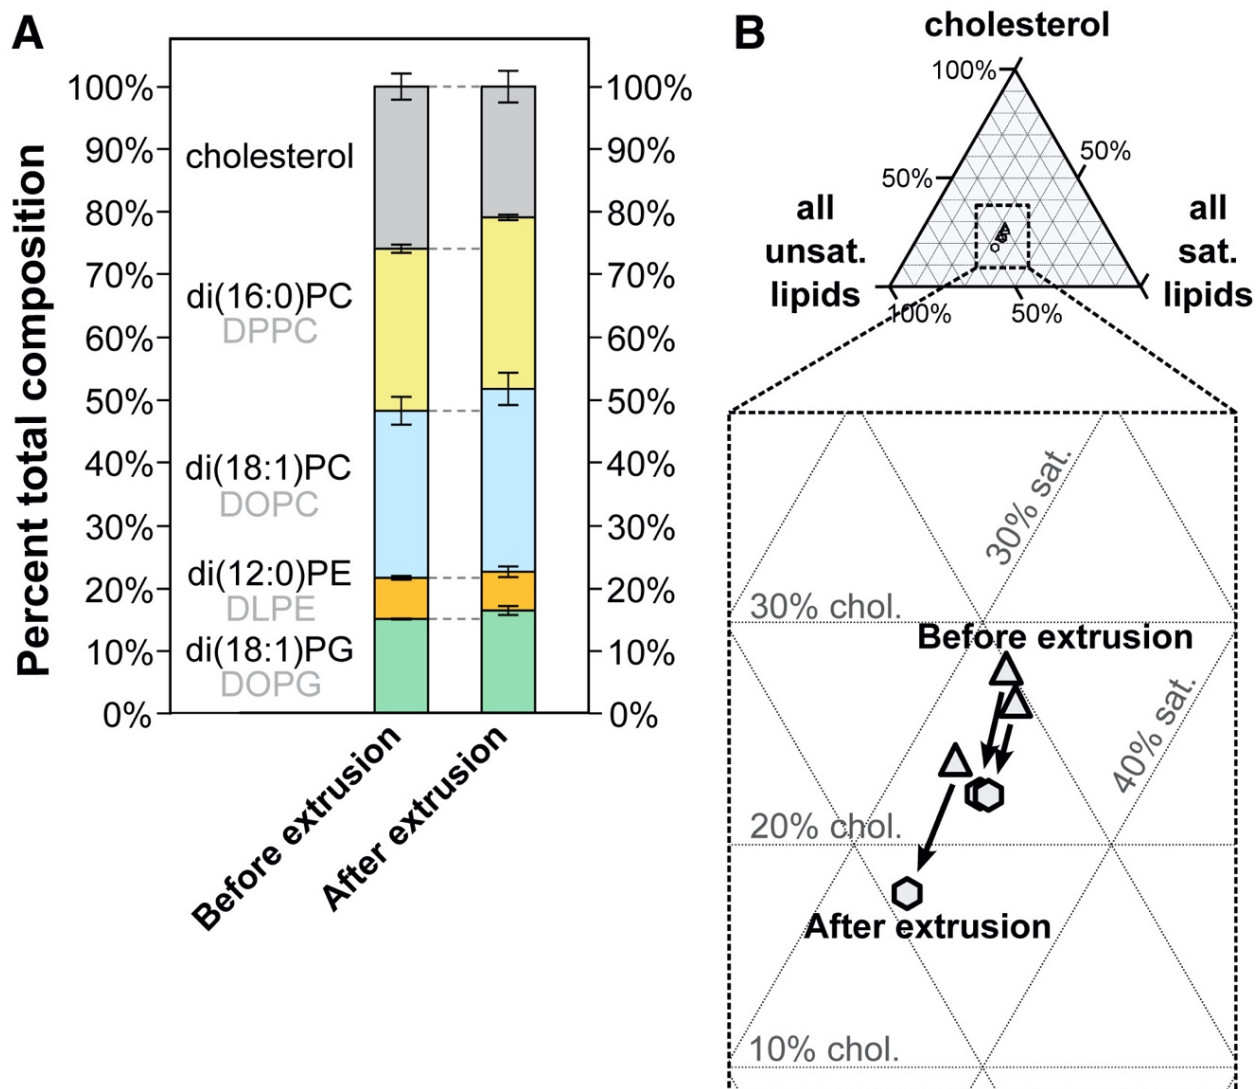 A
Percent total composition
100%
90%
80%
70%
60%
50%
40%
30%
20%
10%
0%
cholesterol
di(16:0)PC
DPPC
di(18:1)PC
DOPC
di(12:0)PE
DLPE
di(18:1)PG
DOPG
100%
90%
80%
70%
60%
50%
40%
30%
20%
10%
0%
Before extrusion
After extrusion
B
cholesterol
100%
50%
50%
all
unsat.
lipids
all
sat.
lipids
100%
50%
30% sat.
30% chol.
Before extrusion
40% sat.
20% chol.
After extrusion
10% chol.